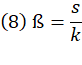 (8) ß = s/k